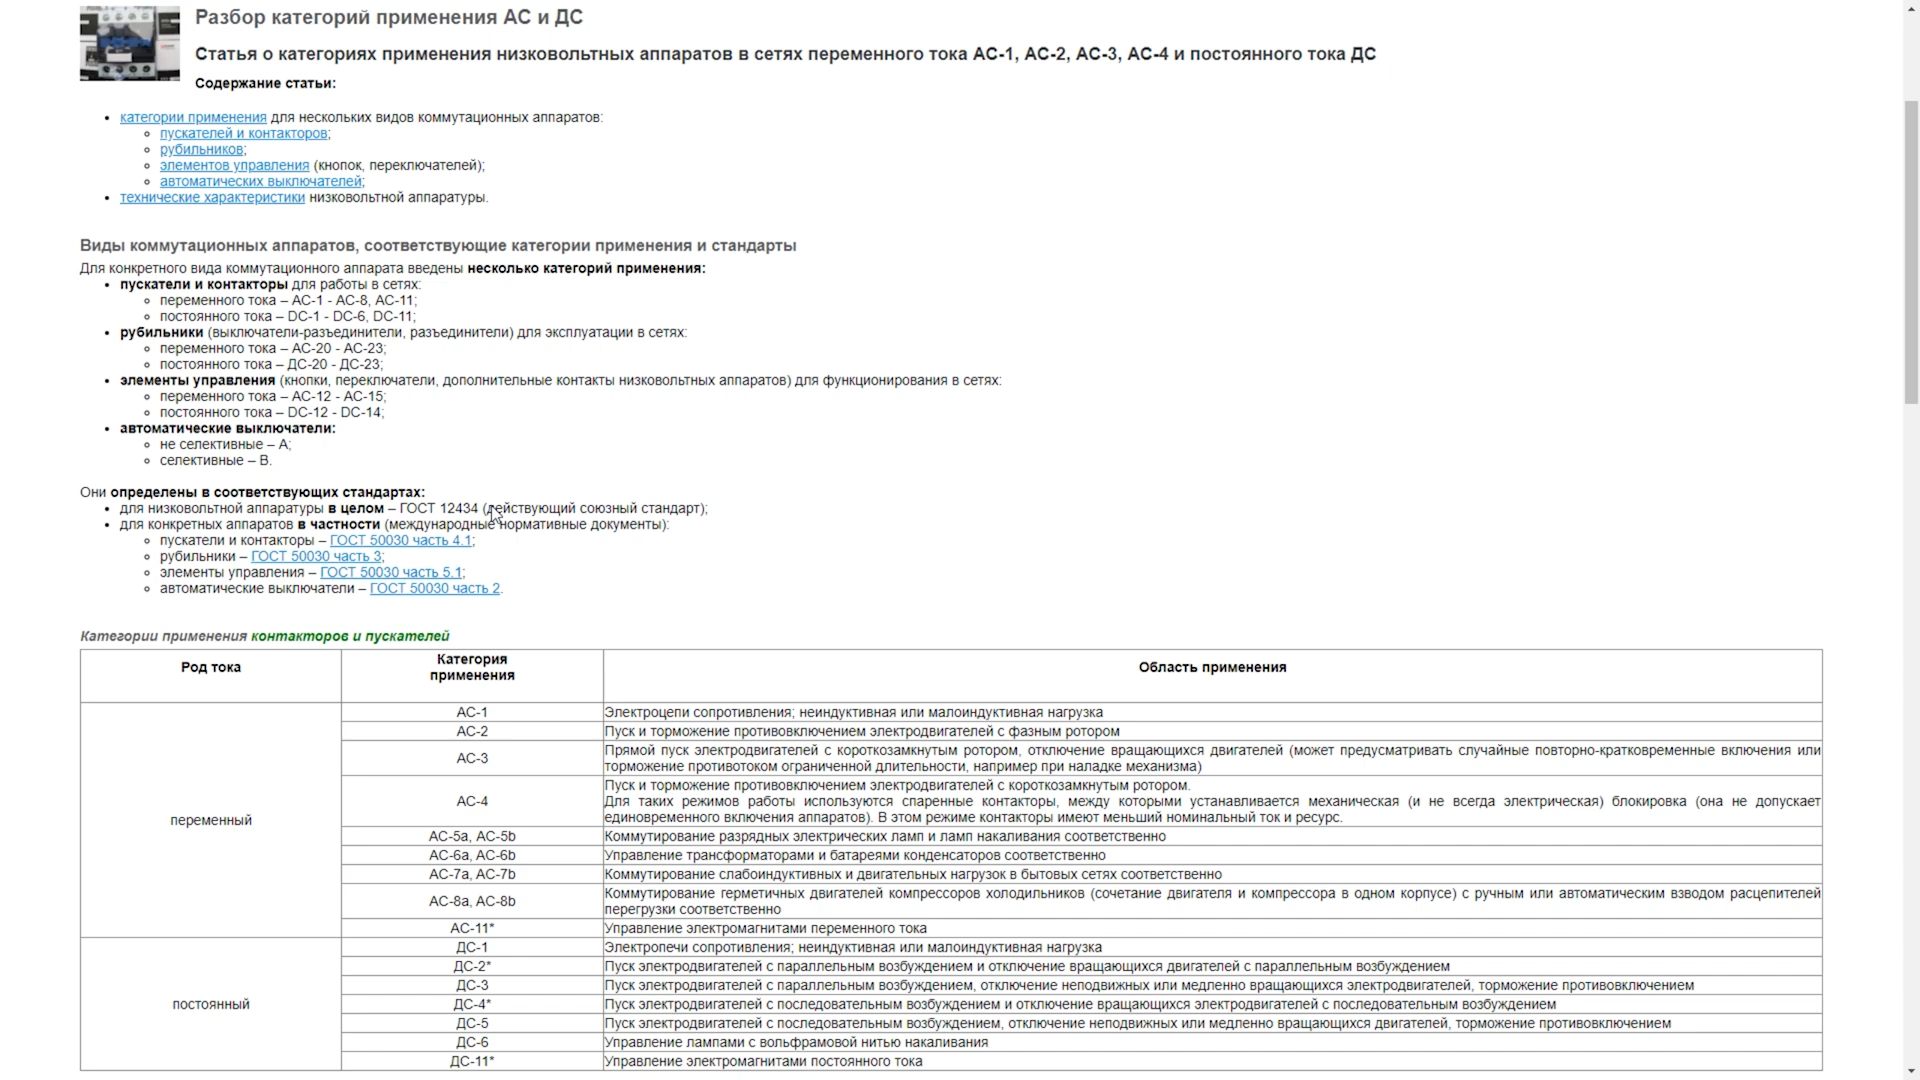 Разбор категорий применения АС и ДС
Статья о категориях применения низковольтных аппаратов в сетях переменного тока АС-1, АС-2, АС-3, АС-4 и постоянного тока ДС
Содержание статьи:
категории применения для нескольких видов коммутационных аппаратов:
пускателей и контакторов;
рубильников;
элементов управления (кнопок, переключателей);
автоматических выключателей;
технические характеристики низковольтной аппаратуры.
Виды коммутационных аппаратов, соответствующие категории применения и стандарты
Для конкретного вида коммутационного аппарата введены несколько категорий применения:
пускатели и контакторы для работы в сетях:
переменного тока – АС-1 - АС-8, АС-11;
постоянного тока – DC-1 - DC-6, DC-11;
рубильники (выключатели-разъединители, разъединители) для эксплуатации в сетях:
переменного тока – АС-20 - АС-23;
постоянного тока – ДС-20 - ДС-23;
элементы управления (кнопки, переключатели, дополнительные контакты низковольтных аппаратов) для функционирования в сетях:
переменного тока – АС-12 - АС-15;
постоянного тока – DC-12 - DC-14;
автоматические выключатели:
не селективные – А;
селективные – В.
Они определены в соответствующих стандартах:
для низковольтной аппаратуры в целом – ГОСТ 12434 (действующий союзный стандарт);
для конкретных аппаратов в частности (международные нормативные документы):
пускатели и контакторы – ГОСТ 50030 часть 4.1;
рубильники – ГОСТ 50030 часть 3;
элементы управления – ГОСТ 50030 часть 5.1;
автоматические выключатели – ГОСТ 50030 часть 2.
Категории применения контакторов и пускателей
Род тока
Категория
применения
Область применения
переменный
АС-1
Электроцепи сопротивления; неиндуктивная или малоиндуктивная нагрузка
АС-2
Пуск и торможение противовключением электродвигателей с фазным ротором
АС-3
Прямой пуск электродвигателей с короткозамкнутым ротором, отключение вращающихся двигателей (может предусматривать случайные повторно-кратковременные включения или
торможение противотоком ограниченной длительности, например при наладке механизма)
АС-4
Пуск и торможение противовключением электродвигателей с короткозамкнутым ротором.
Для таких режимов работы используются спаренные контакторы, между которыми устанавливается механическая (и не всегда электрическая) блокировка (она не допускает
единовременного включения аппаратов). В этом режиме контакторы имеют меньший номинальный ток и ресурс.
АС-5а, АС-5b
Коммутирование разрядных электрических ламп и ламп накаливания соответственно
АС-6а, АС-6b
Управление трансформаторами и батареями конденсаторов соответственно
АС-7а, АС-7b
Коммутирование слабоиндуктивных и двигательных нагрузок в бытовых сетях соответственно
АС-8а, АС-8b
Коммутирование герметичных двигателей компрессоров холодильников (сочетание двигателя и компрессора в одном корпусе) с ручным или автоматическим взводом расцепителей
перегрузки соответственно
АС-11*
Управление электромагнитами переменного тока
постоянный
ДС-1
Электропечи сопротивления; неиндуктивная или малоиндуктивная нагрузка
ДС-2*
Пуск электродвигателей с параллельным возбуждением и отключение вращающихся двигателей с параллельным возбуждением
ДС-3
Пуск электродвигателей с параллельным возбуждением, отключение неподвижных или медленно вращающихся электродвигателей, торможение противовключением
ДС-4*
Пуск электродвигателей с последовательным возбуждением и отключение вращающихся электродвигателей с последовательным возбуждением
ДС-5
Пуск электродвигателей с последовательным возбуждением, отключение неподвижных или медленно вращающихся двигателей, торможение противовключением
ДС-6
Управление лампами с вольфрамовой нитью накаливания
ДС-11*
Управление электромагнитами постоянного тока